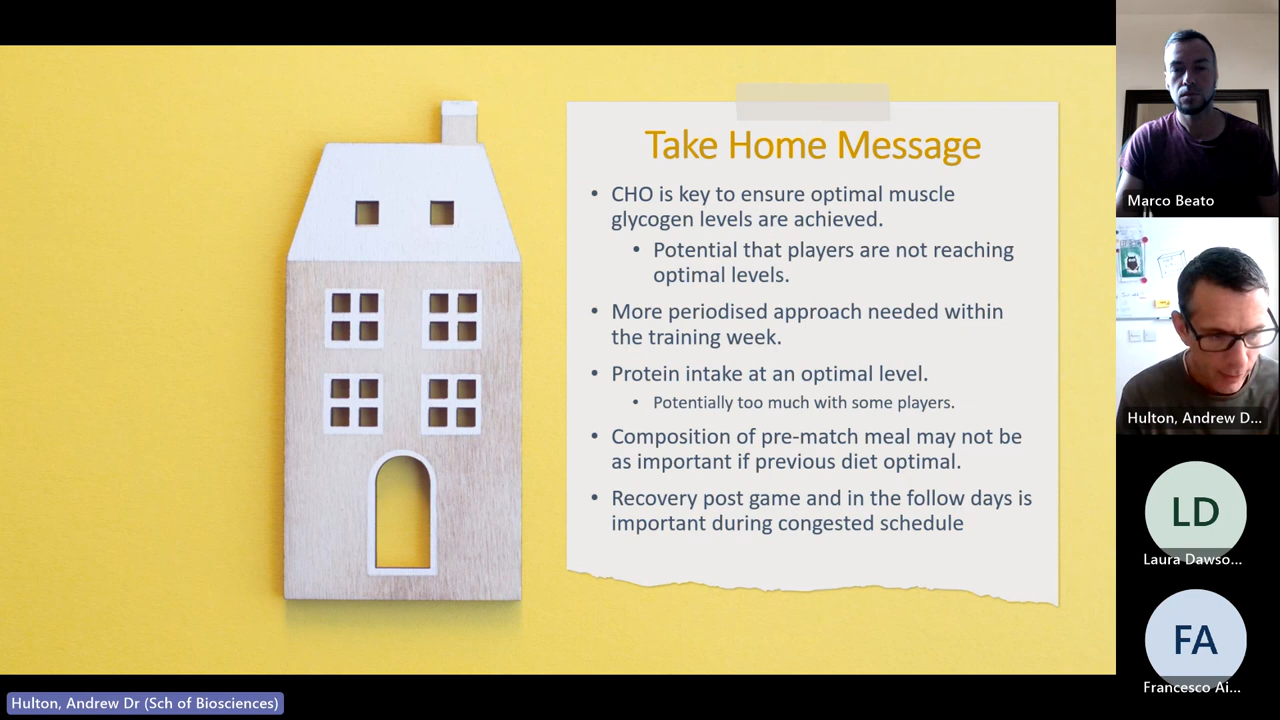 Take Home Message
• CHO is key to ensure optimal muscle
glycogen levels are achieved.
• Potential that players are not reaching
optimal levels.
• More periodised approach needed within
the training week.
• Protein intake at an optimal level.
• Potentially too much with some players.
• Composition of pre-match meal may not be
as important if previous diet optimal.
• Recovery post game and in the follow days is
important during congested schedule
Marco Beato
Hulton, Andrew D...
LD
Laura Dawso...
FA
Francesco Ai...
Hulton, Andrew Dr (Sch of Biosciences)